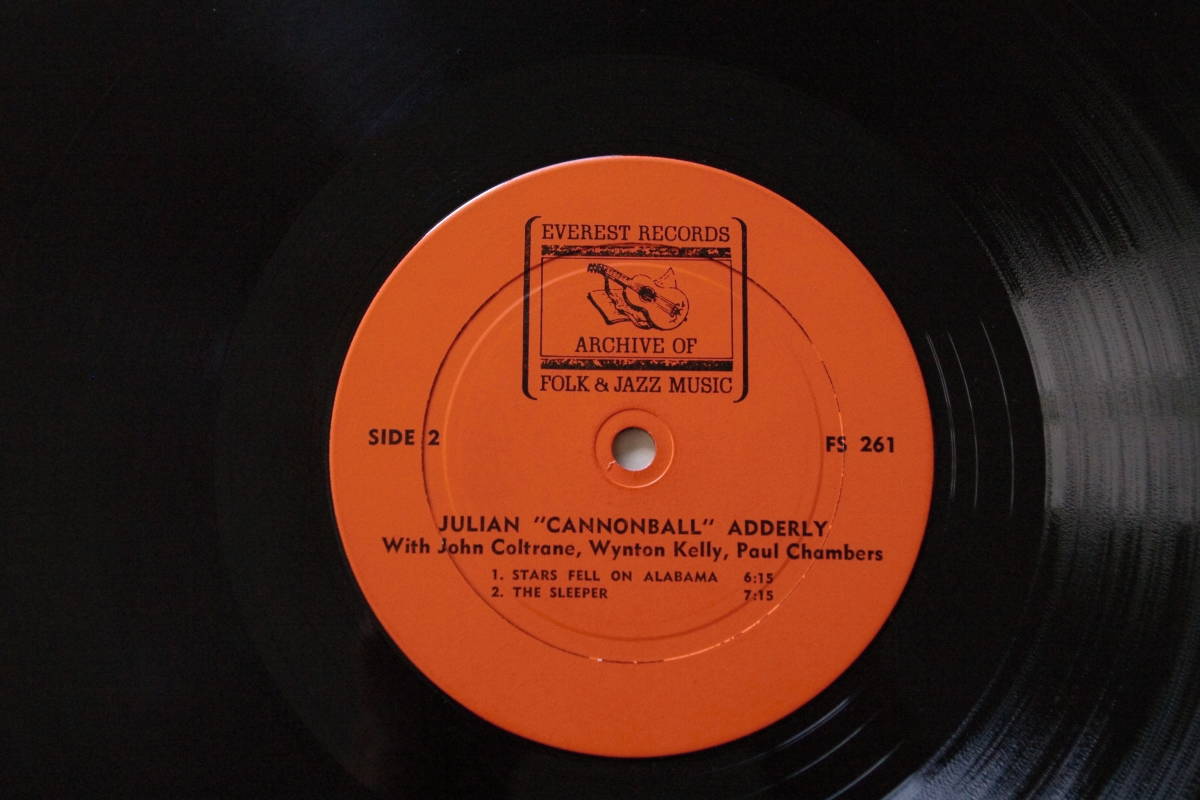 EVEREST RECORDS
ARCHIVE OF
FOLK & JAZZ MUSIC
SIDE 2
FS 261
JULIAN "CANNONBALL" ADDERLY
With John Coltrane, Wynton Kelly, Paul Chambers
1. STARS FELL ON ALABAMA 6:15
2. THE SLEEPER 7:15